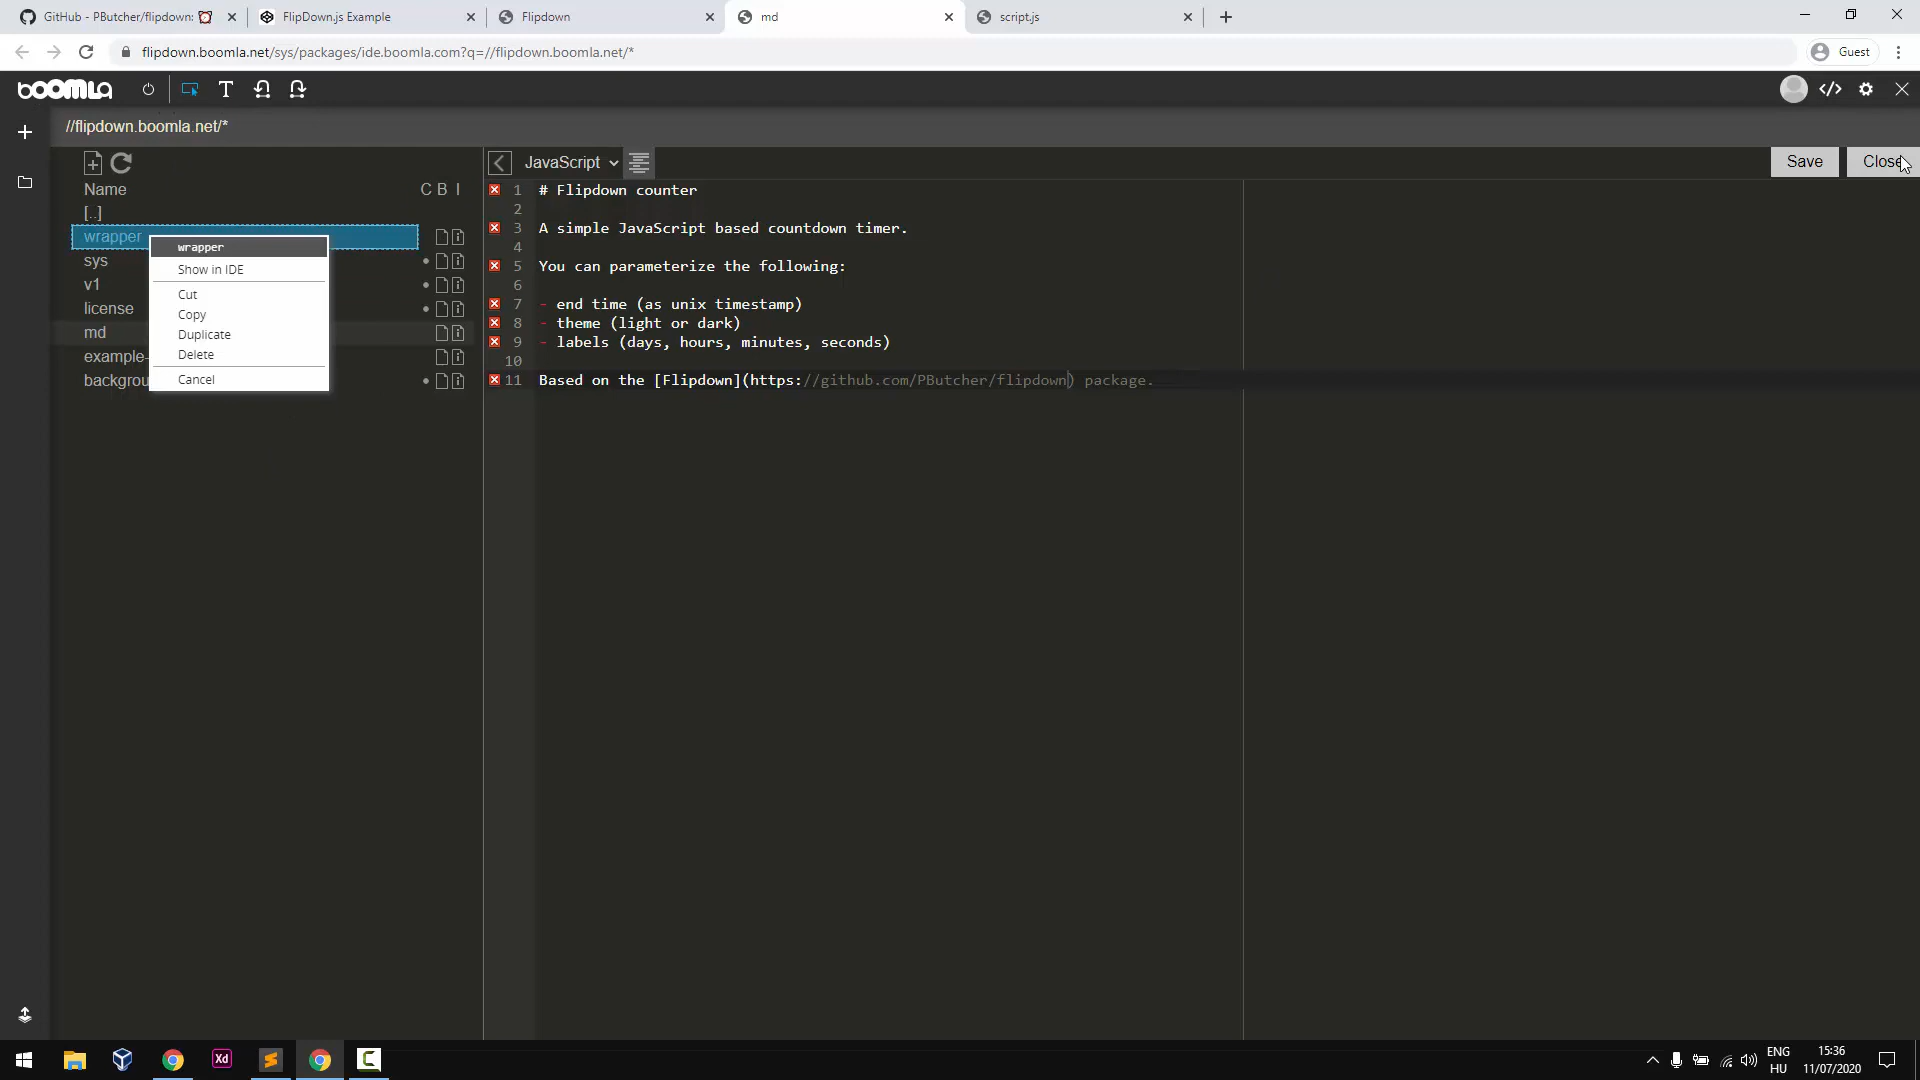 GitHub - PButcher/flipdown:
FlipDown.js Example
Flipdown
md
script.js
flipdown.boomla.net/sys/packages/ide.boomla.com?q=//flipdown.boomla.net/*
Guest
boomla
T
//flipdown.boomla.net/*
JavaScript
Save
Close
Name
C B I
[..]
wrapper
sys
v1
license
md
example-
backgrou
wrapper
Show in IDE
Cut
Copy
Duplicate
Delete
Cancel
1 # Flipdown counter
2
3 A simple JavaScript based countdown timer.
4
5 You can parameterize the following:
6
7 - end time (as unix timestamp)
8 - theme (light or dark)
9 - labels (days, hours, minutes, seconds)
10
11 Based on the [Flipdown](https://github.com/PButcher/flipdown) package.
Xd
ENG
HU
15:36
11/07/2020